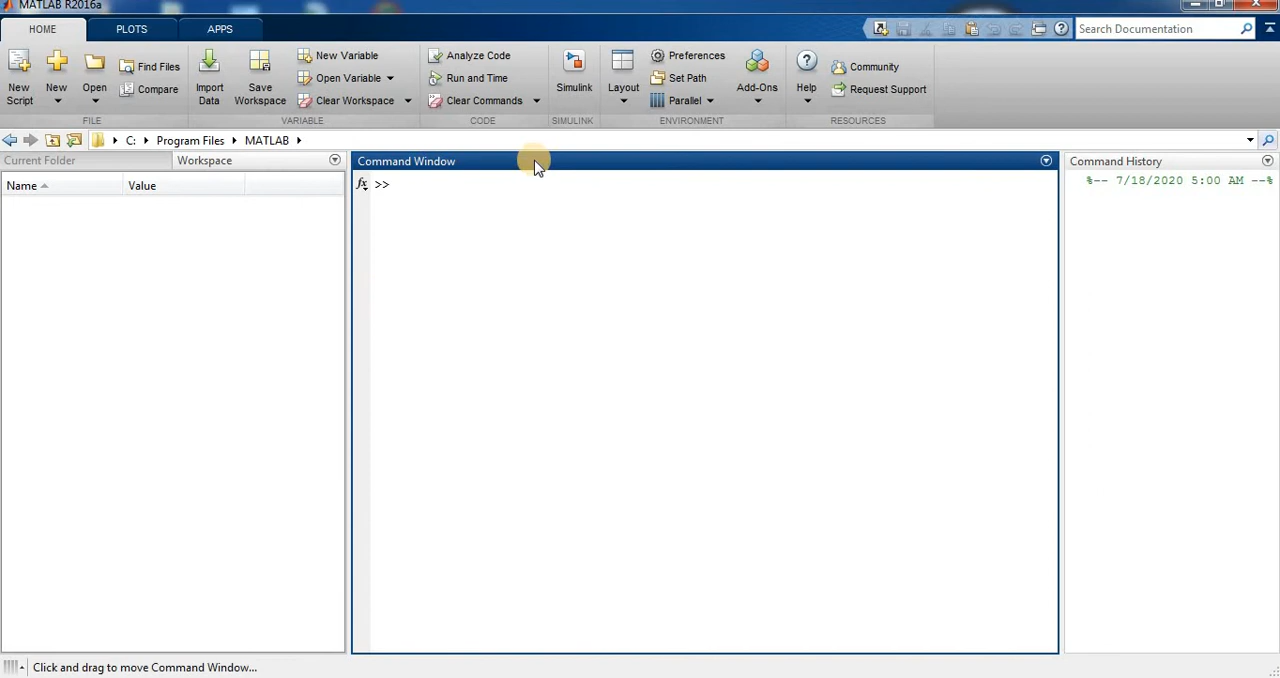 MATLAB R2016a
HOME PLOTS APPS
Search Documentation
New Script
New
Open
Find Files
Compare
FILE
Import Data
Save Workspace
New Variable
Open Variable
Clear Workspace
VARIABLE
Analyze Code
Run and Time
Clear Commands
CODE
Simulink
SIMULINK
Layout
Preferences
Set Path
Parallel
Add-Ons
ENVIRONMENT
Help
Community
Request Support
RESOURCES
C: Program Files MATLAB
Current Folder Workspace
Name Value
Command Window
fx >>
Command History
%-- 7/18/2020 5:00 AM --%
Click and drag to move Command Window...